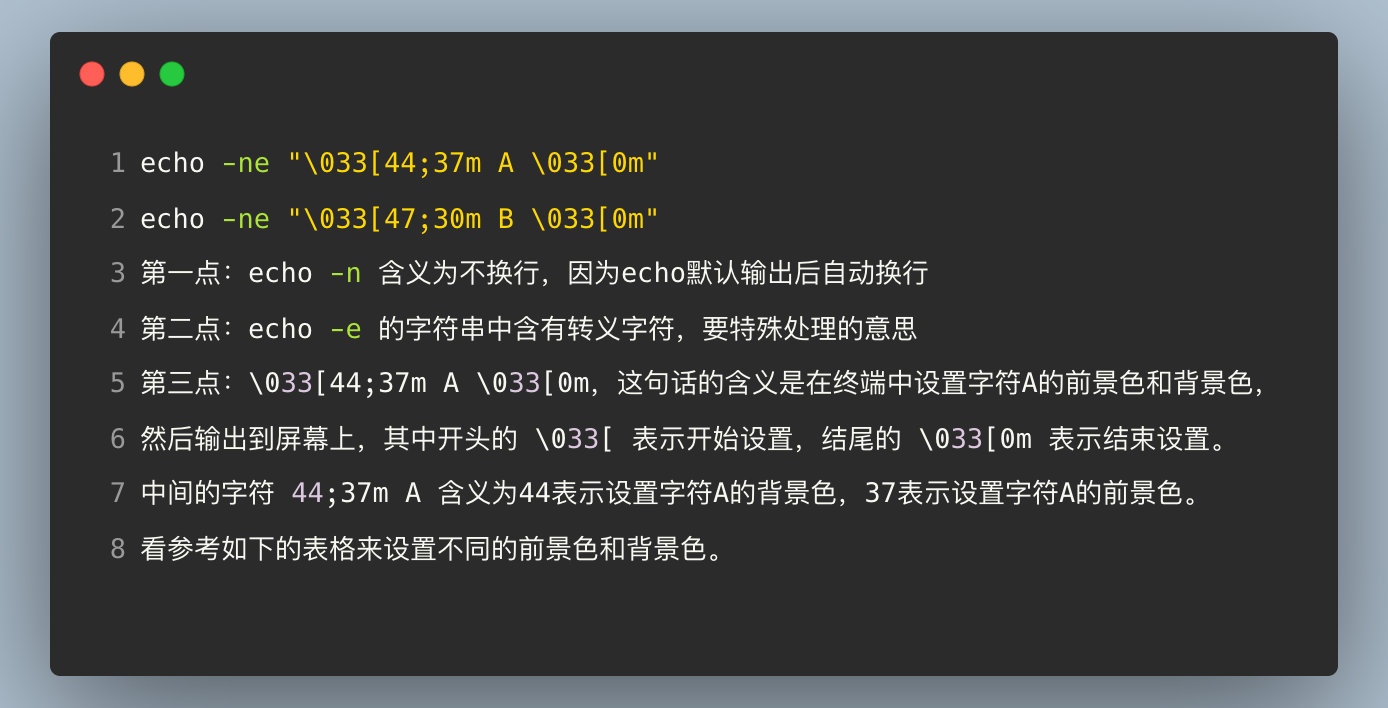 1 echo -ne "\033[44;37m A \033[0m"
2 echo -ne "\033[47;30m B \033[0m"
3 第一点：echo -n 含义为不换行，因为echo默认输出后自动换行
4 第二点：echo -e 的字符串中含有转义字符，要特殊处理的意思
5 第三点：\033[44;37m A \033[0m，这句话的含义是在终端中设置字符A的前景色和背景色，
6 然后输出到屏幕上，其中开头的 \033[ 表示开始设置，结尾的 \033[0m 表示结束设置。
7 中间的字符 44;37m A 含义为44表示设置字符A的背景色，37表示设置字符A的前景色。
8 看参考如下的表格来设置不同的前景色和背景色。